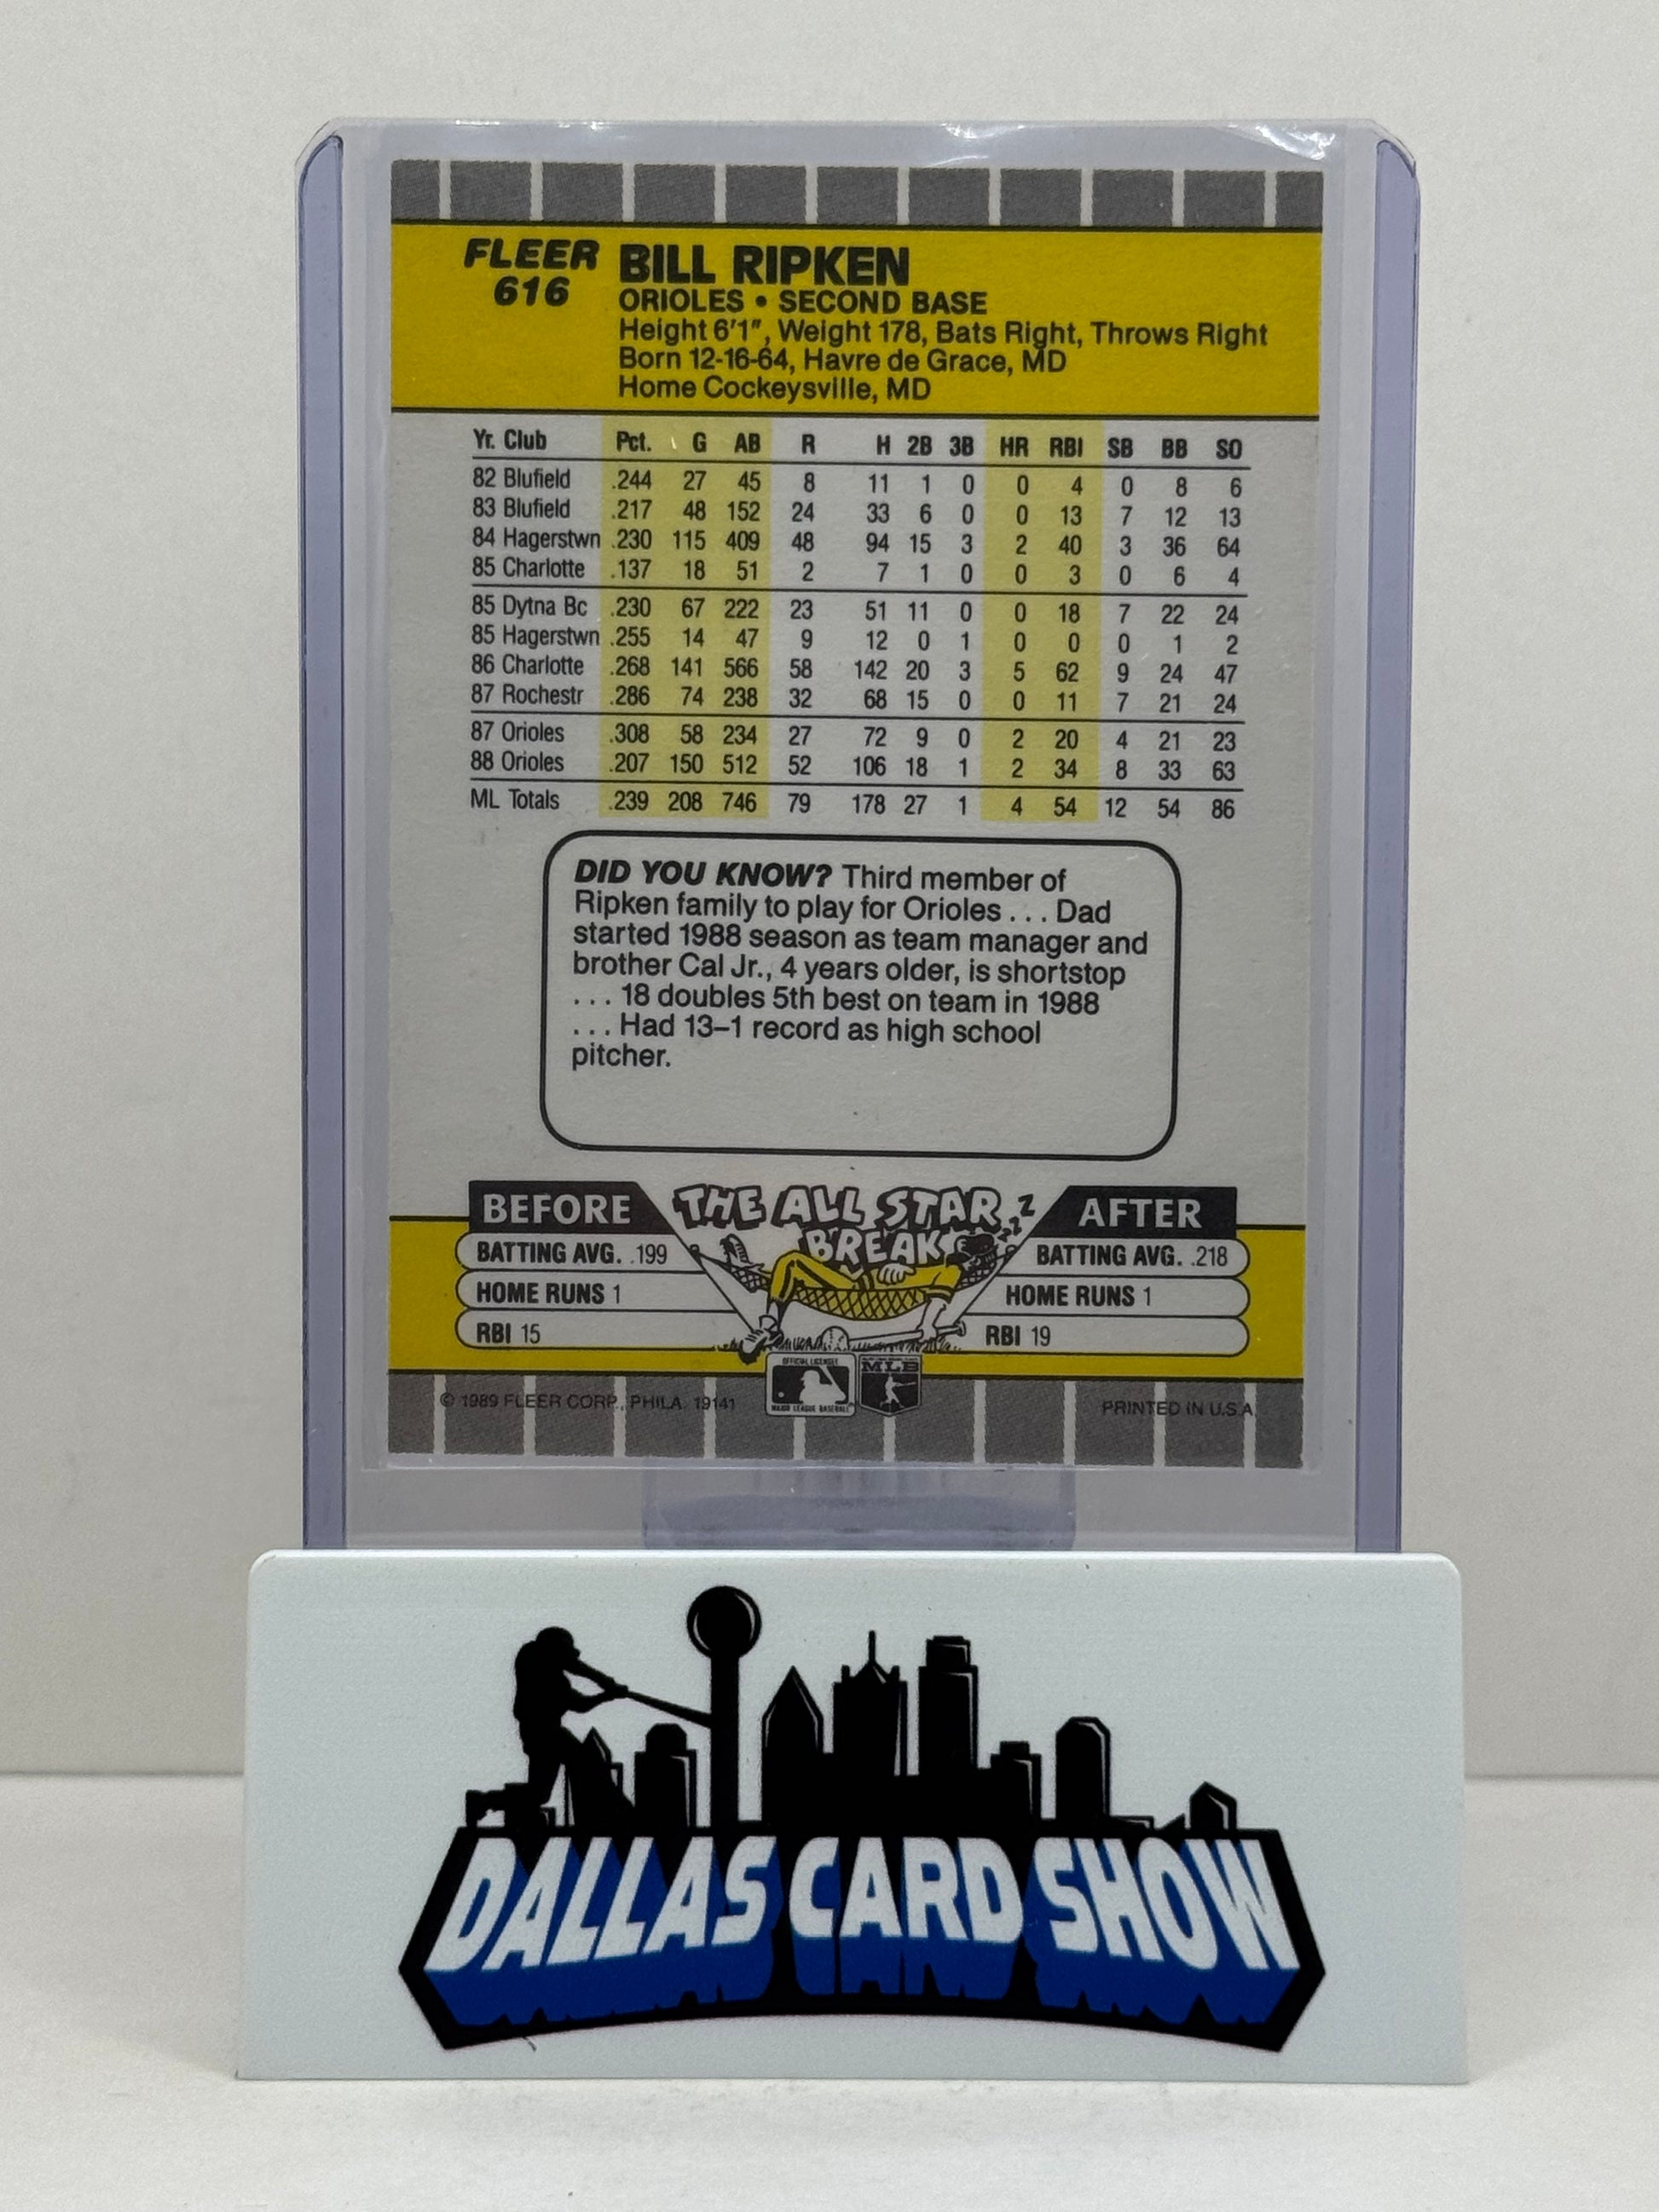 FLEER
616
BILL RIPKEN
ORIOLES • SECOND BASE
Height 6'1", Weight 178, Bats Right, Throws Right
Born 12-16-64, Havre de Grace, MD
Home Cockeysville, MD
Yr. Club Pct. G AB R H 2B 3B HR RBI SB BB SO
82 Blufield .244 27 45 8 11 1 0 0 4 0 8 6
83 Blufield .217 48 152 24 33 6 0 0 13 7 12 13
84 Hagerstwn .230 115 409 48 94 15 3 2 40 3 36 64
85 Charlotte .137 18 51 2 7 1 0 0 3 0 6 4
85 Dytna Bc .230 67 222 23 51 11 0 0 18 7 22 24
85 Hagerstwn .255 14 47 9 12 0 1 0 0 0 1 2
86 Charlotte .268 141 566 58 142 20 3 5 62 9 24 47
87 Rochestr .286 74 238 32 68 15 0 0 11 7 21 24
87 Orioles .308 58 234 27 72 9 0 2 20 4 21 23
88 Orioles .207 150 512 52 106 18 1 2 34 8 33 63
ML Totals .239 208 746 79 178 27 1 4 54 12 54 86
DID YOU KNOW? Third member of
Ripken family to play for Orioles . . . Dad
started 1988 season as team manager and
brother Cal Jr., 4 years older, is shortstop
. . . 18 doubles 5th best on team in 1988
. . . Had 13–1 record as high school
pitcher.
BEFORE
THE ALL STAR
BREAK
ZZZZ
AFTER
BATTING AVG. .199
HOME RUNS 1
RBI 15
BATTING AVG. .218
HOME RUNS 1
RBI 19
OFFICIAL LICENSEE
MAJOR LEAGUE BASEBALL
MLB
© 1989 FLEER CORP., PHILA. 19141
PRINTED IN U.S.A.
DALLAS CARD SHOW